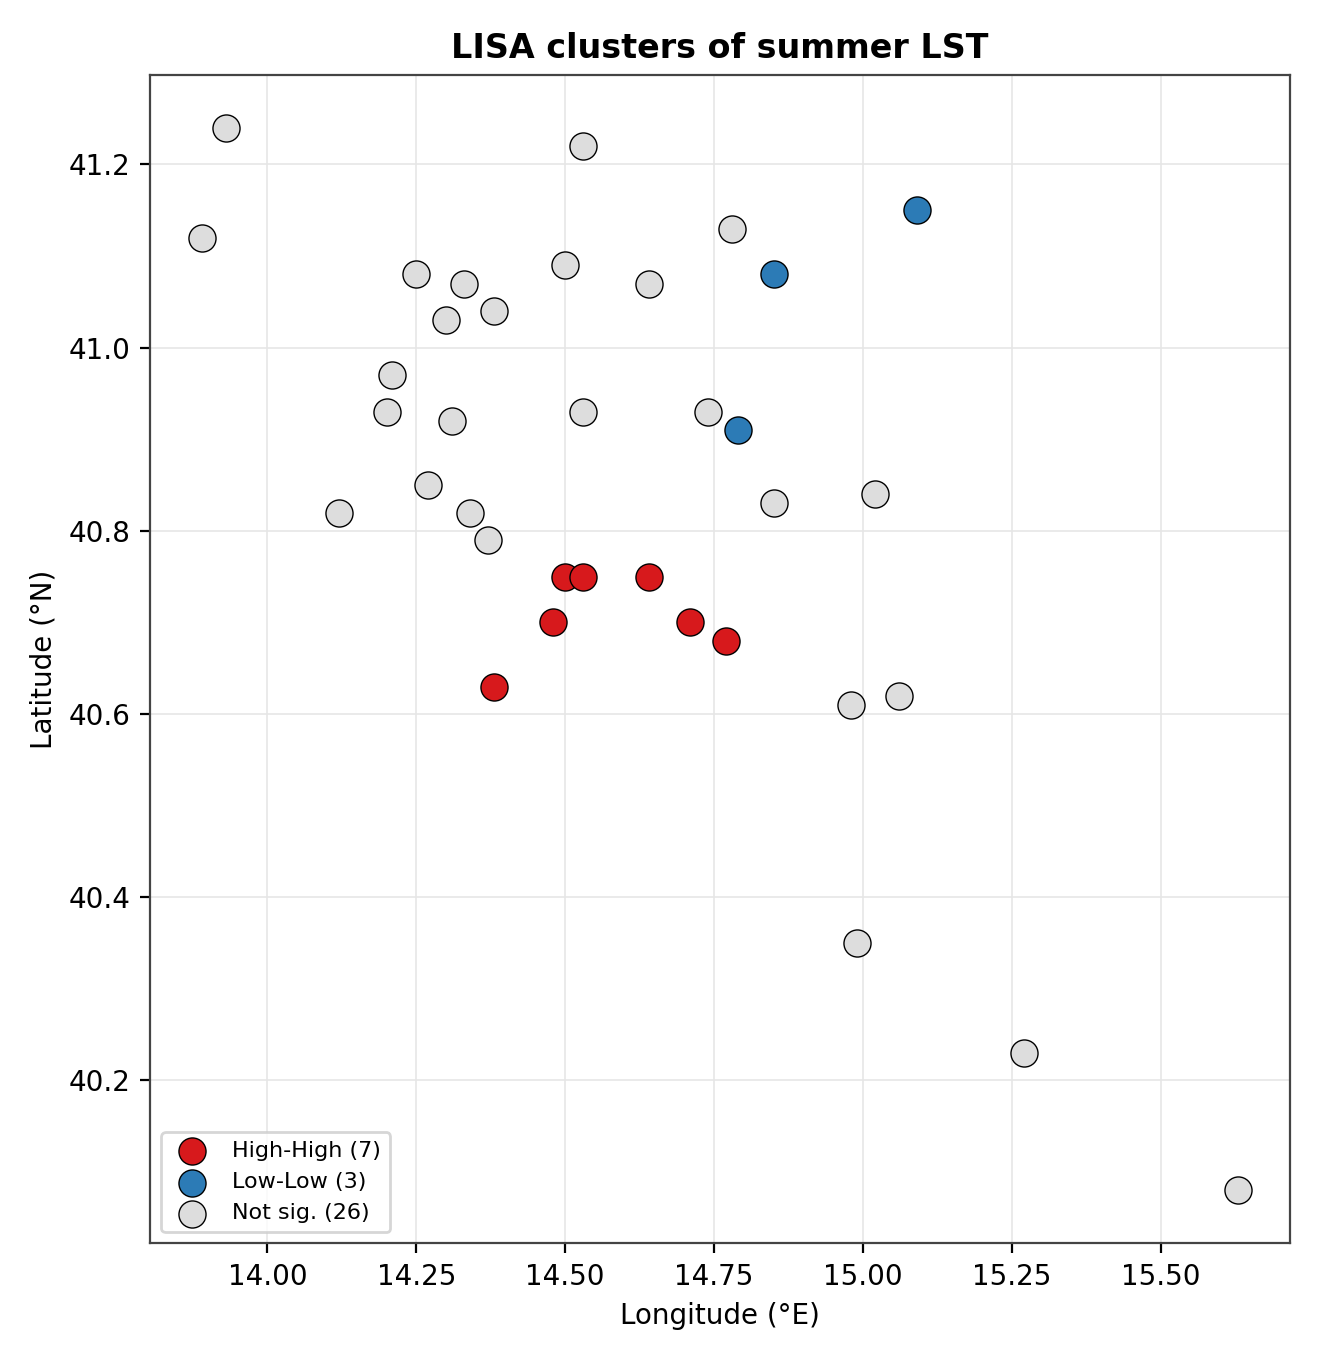 LISA clusters of summer LST
41.2
41.0
40.8
40.6
40.4
40.2
Latitude (°N)
High-High (7)
Low-Low (3)
Not sig. (26)
14.00 14.25 14.50 14.75 15.00 15.25 15.50
Longitude (°E)